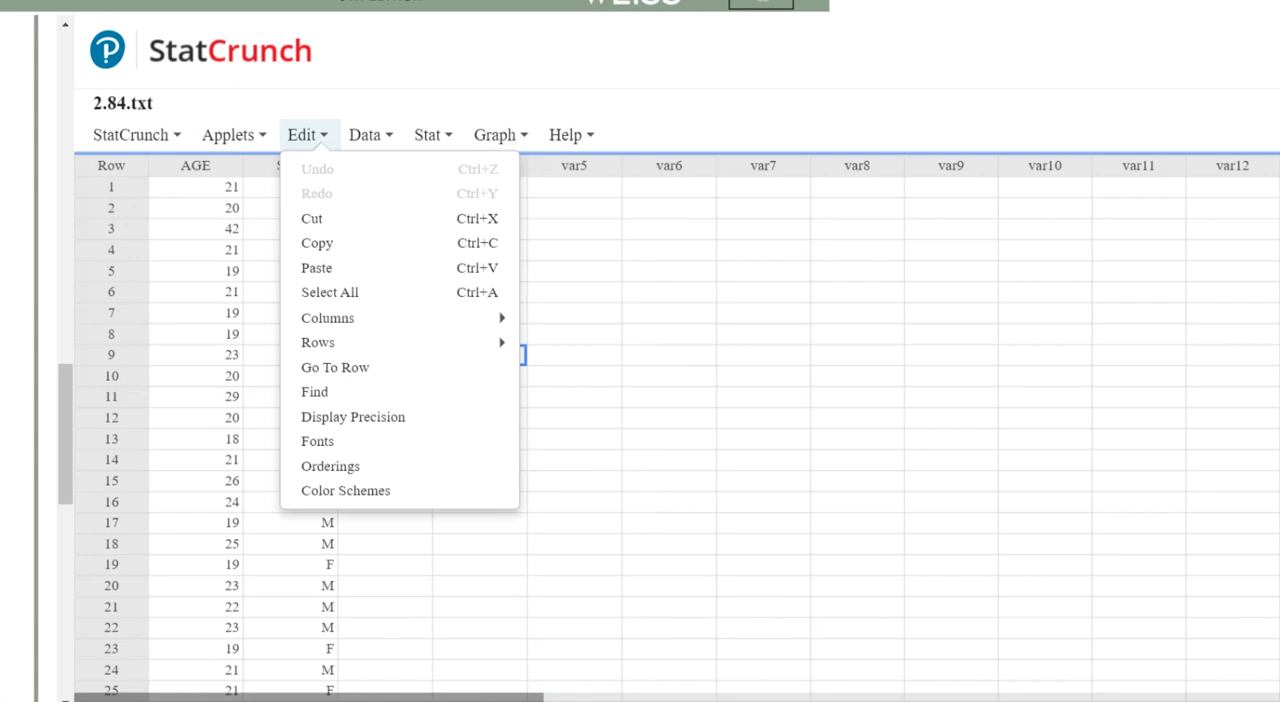 StatCrunch
2.84.txt
StatCrunch Applets Edit Data Stat Graph Help
Row AGE var5 var6 var7 var8 var9 var10 var11 var12
Undo Ctrl+Z
Redo Ctrl+Y
Cut Ctrl+X
Copy Ctrl+C
Paste Ctrl+V
Select All Ctrl+A
Columns
Rows
Go To Row
Find
Display Precision
Fonts
Orderings
Color Schemes
1 21
2 20
3 42
4 21
5 19
6 21
7 19
8 19
9 23
10 20
11 29
12 20
13 18
14 21
15 26
16 24
17 19 M
18 25 M
19 19 F
20 23 M
21 22 M
22 23 M
23 19 F
24 21 M
25 21 F